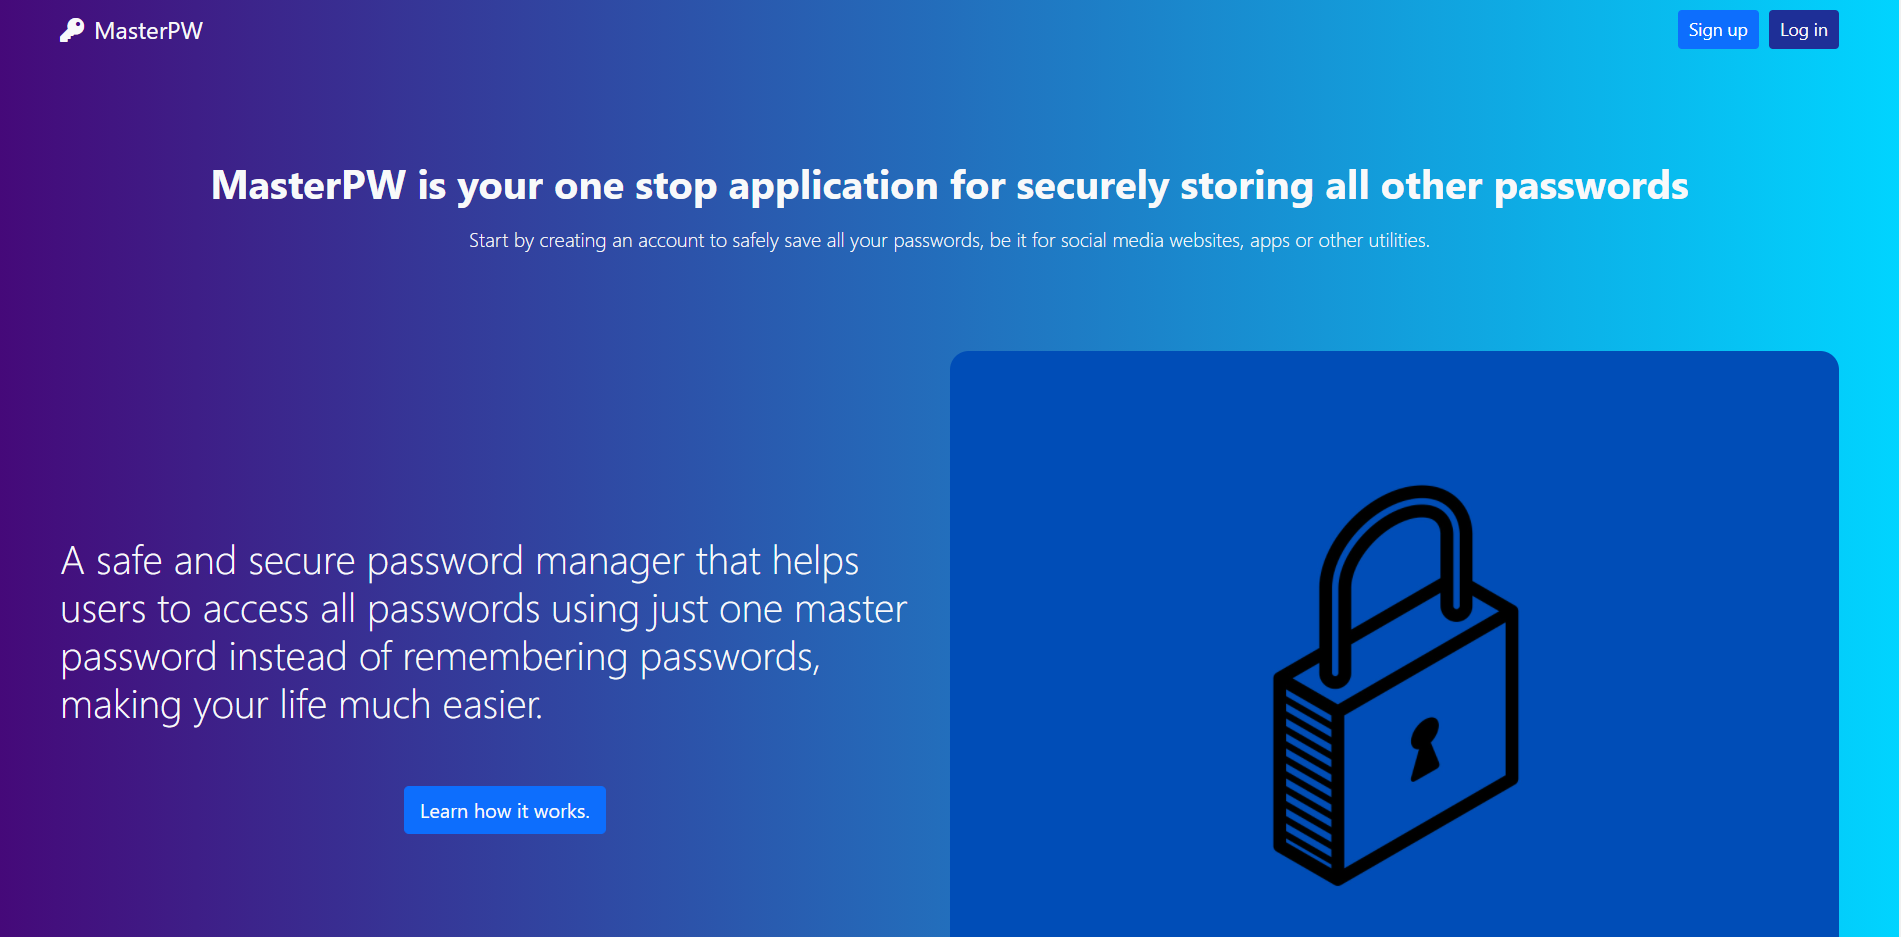 MasterPW
Sign up
Log in
MasterPW is your one stop application for securely storing all other passwords
Start by creating an account to safely save all your passwords, be it for social media websites, apps or other utilities.
A safe and secure password manager that helps
users to access all passwords using just one master
password instead of remembering passwords,
making your life much easier.
Learn how it works.